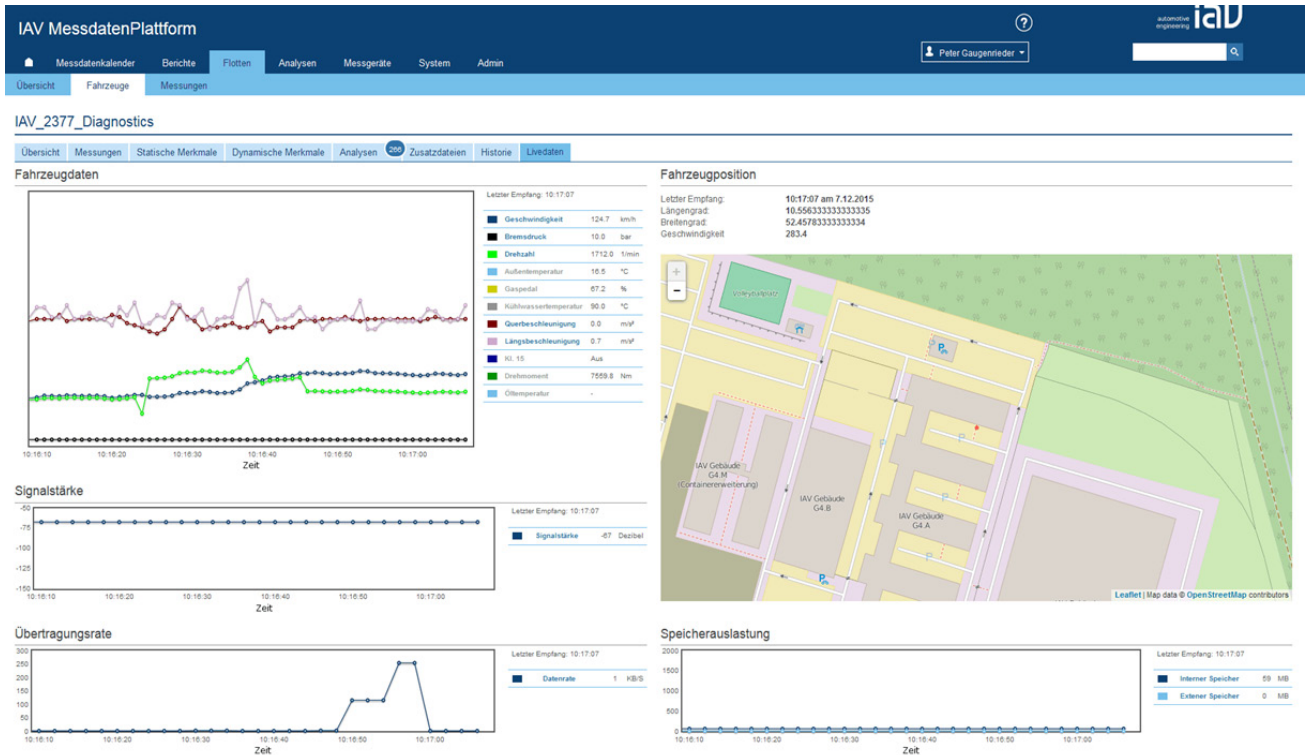 IAV MessdatenPlattform
?
automotive engineering iav
Peter Gaugenrieder
Messdatenkalender Berichte Flotten Analysen Messgeräte System Admin
Übersicht Fahrzeuge Messungen
IAV_2377_Diagnostics
Übersicht Messungen Statische Merkmale Dynamische Merkmale Analysen 266 Zusatzdateien Historie Livedaten
Fahrzeugdaten
Letzter Empfang: 10:17:07
Geschwindigkeit 124.7 km/h
Bremsdruck 10.0 bar
Drehzahl 1712.0 1/min
Außentemperatur 16.5 °C
Gaspedal 67.2 %
Kühlwassertemperatur 90.0 °C
Querbeschleunigung 0.0 m/s²
Längsbeschleunigung 0.7 m/s²
Kl. 15 Aus
Drehmoment 7569.8 Nm
Öltemperatur -
10:16:10 10:16:20 10:16:30 10:16:40 10:16:50 10:17:00
Zeit
Fahrzeugposition
Letzter Empfang: 10:17:07 am 7.12.2015
Längengrad: 10.556333333333335
Breitengrad: 52.45783333333334
Geschwindigkeit 283.4
+
−
Volleyballplatz
P
P
P
P
P
P
IAV Gebäude
G4.M
(Containererweiterung)
IAV Gebäude
G4.B
IAV Gebäude
G4.A
P
P
Leaflet | Map data © OpenStreetMap contributors
Signalstärke
-50
-75
-100
-125
-150
10:16:10 10:16:20 10:16:30 10:16:40 10:16:50 10:17:00
Zeit
Letzter Empfang: 10:17:07
Signalstärke -67 Dezibel
Übertragungsrate
300
250
200
150
100
50
0
10:16:10 10:16:20 10:16:30 10:16:40 10:16:50 10:17:00
Zeit
Letzter Empfang: 10:17:07
Datenrate 1 KB/S
Speicherauslastung
2000
1500
1000
500
0
10:16:10 10:16:20 10:16:30 10:16:40 10:16:50 10:17:00
Zeit
Letzter Empfang: 10:17:07
Interner Speicher 59 MB
Extener Speicher 0 MB